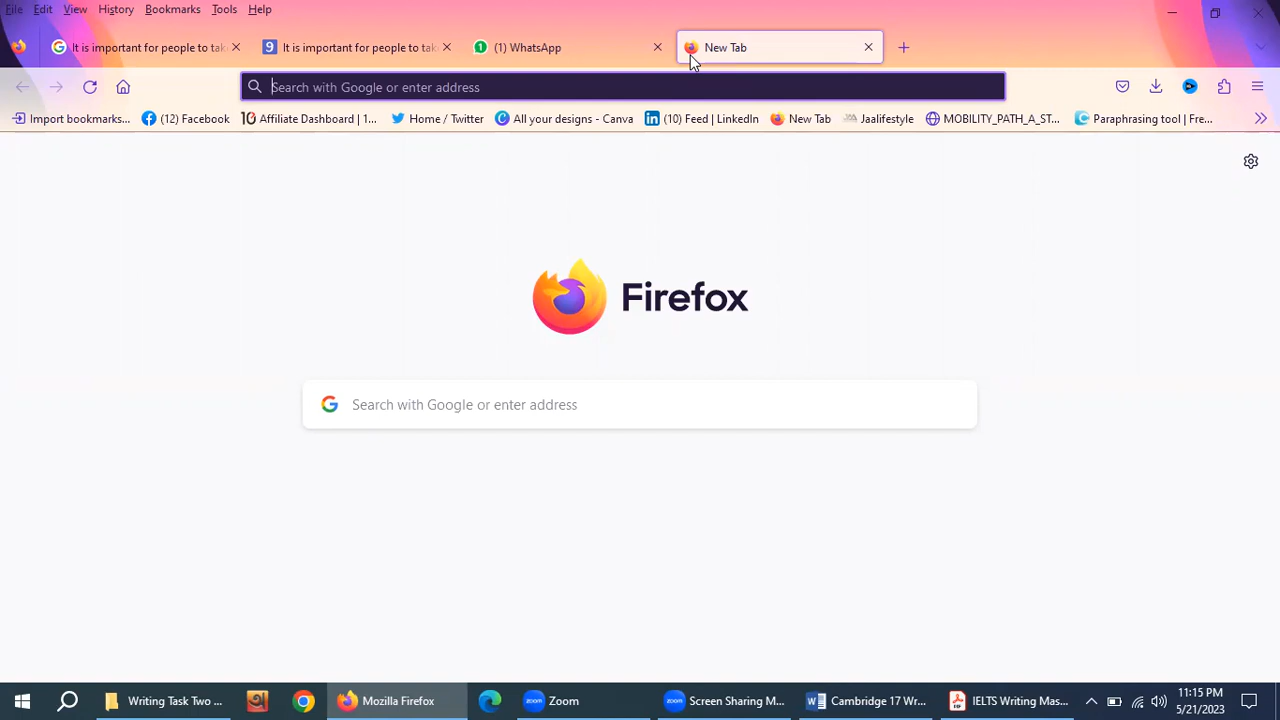 File Edit View History Bookmarks Tools Help
It is important for people to tak
9 It is important for people to tak
1 (1) WhatsApp
New Tab
Search with Google or enter address
Import bookmarks...
(12) Facebook
Affiliate Dashboard | 1...
Home / Twitter
All your designs - Canva
(10) Feed | LinkedIn
New Tab
Jaalifestyle
MOBILITY_PATH_A_ST...
Paraphrasing tool | Fre...
Firefox
Search with Google or enter address
Writing Task Two ...
Mozilla Firefox
Zoom
Screen Sharing M...
Cambridge 17 Wr...
IELTS Writing Mas...
11:15 PM
5/21/2023